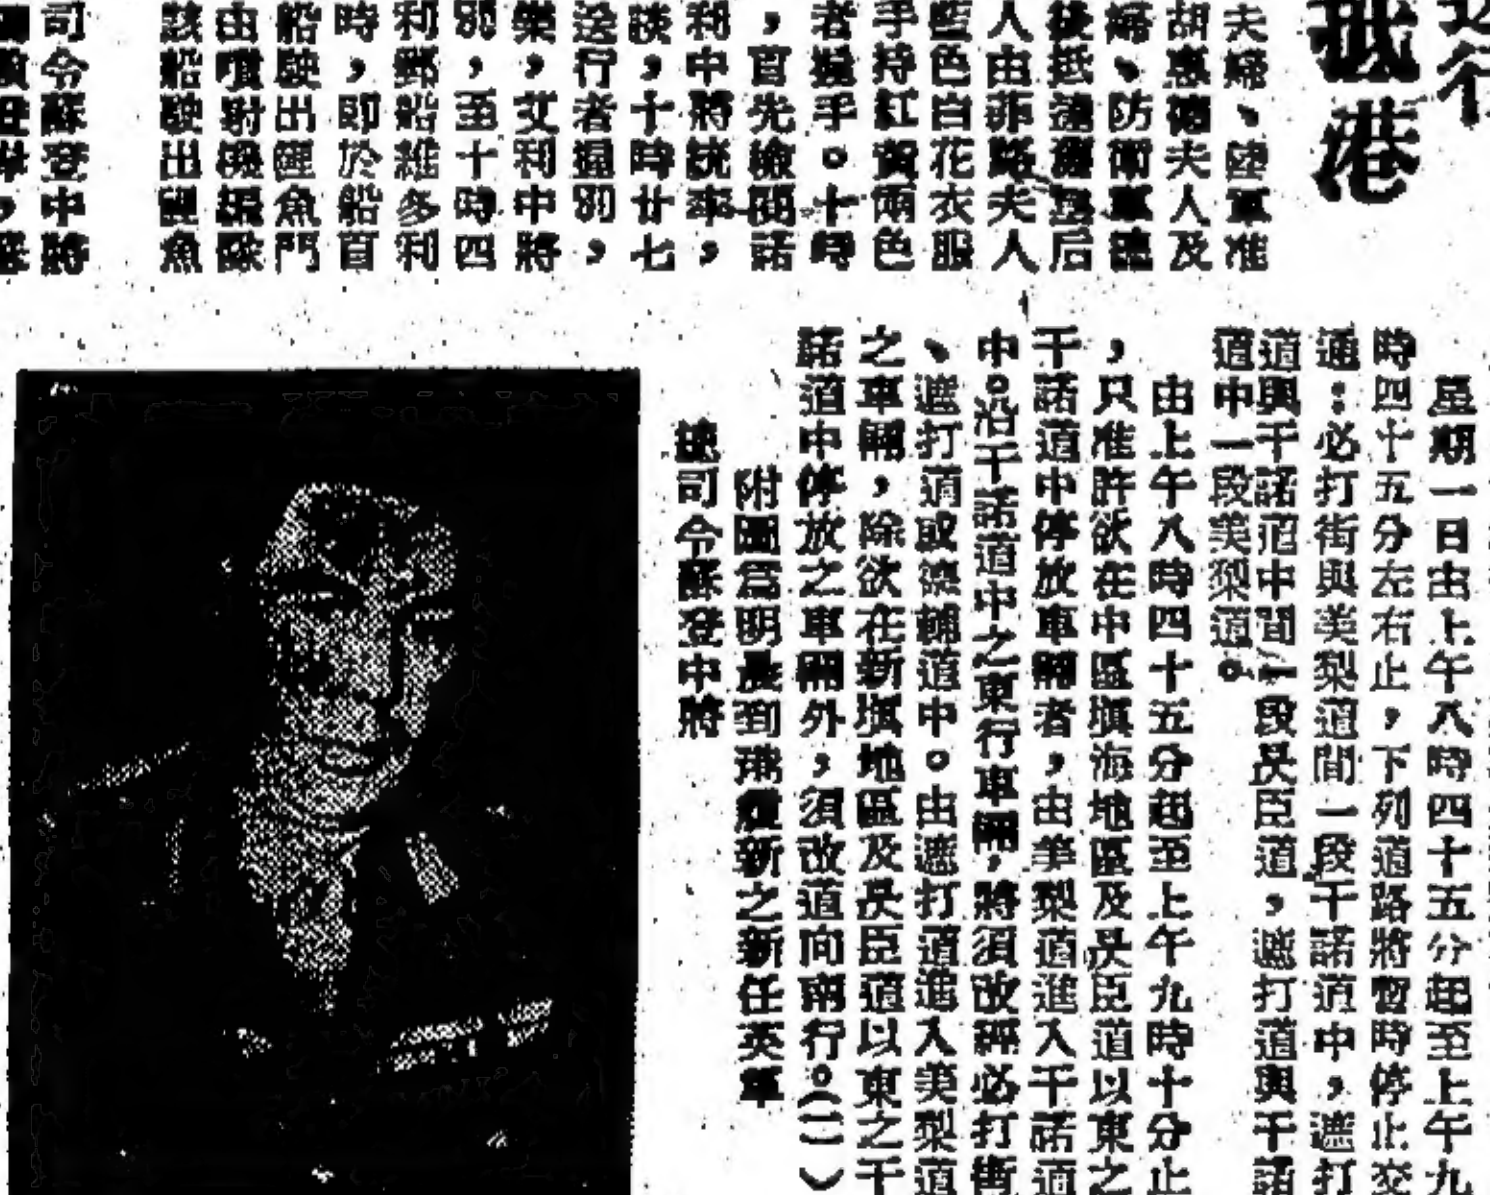 抵港
夫婦、陸軍准
胡惠德夫人及
婦、防衛軍總
後抵達
人由菲路夫人
藍色白花衣服
手持紅黃兩色
者握手。十時
，首先檢閱諾
利中將統率，
談，十時廿七
送行者握別，
樂，艾利中將
別，至十時四
利郵船維多利
時，即於船首
船駛出鯉魚門
由噴射機編隊
該船駛出鯉魚
司令蘇登中將
星期一日由上午八時四十五分起至上午九
時四十五分左右止，下列道路將暫時停止交
通：必打街與美梨道間一段干諾道中，遮打
道與干諾道中間一段昃臣道，遮打道與干諾
道中一段美梨道。
由上午八時四十五分起至上午九時十分止
，只准許欲在中區塡海地區及昃臣道以東之
干諾道中停放車輛者，由美梨道進入干諾道
中。沿干諾道中之東行車輛，將須改經必打街
、遮打道或德輔道中。由遮打道進入美梨道
之車輛，除欲在新塡地區及昃臣道以東之干
諾道中停放之車輛外，須改道向南行。（二）
附圖爲明晨到港履新之新任英軍
總司令蘇登中將